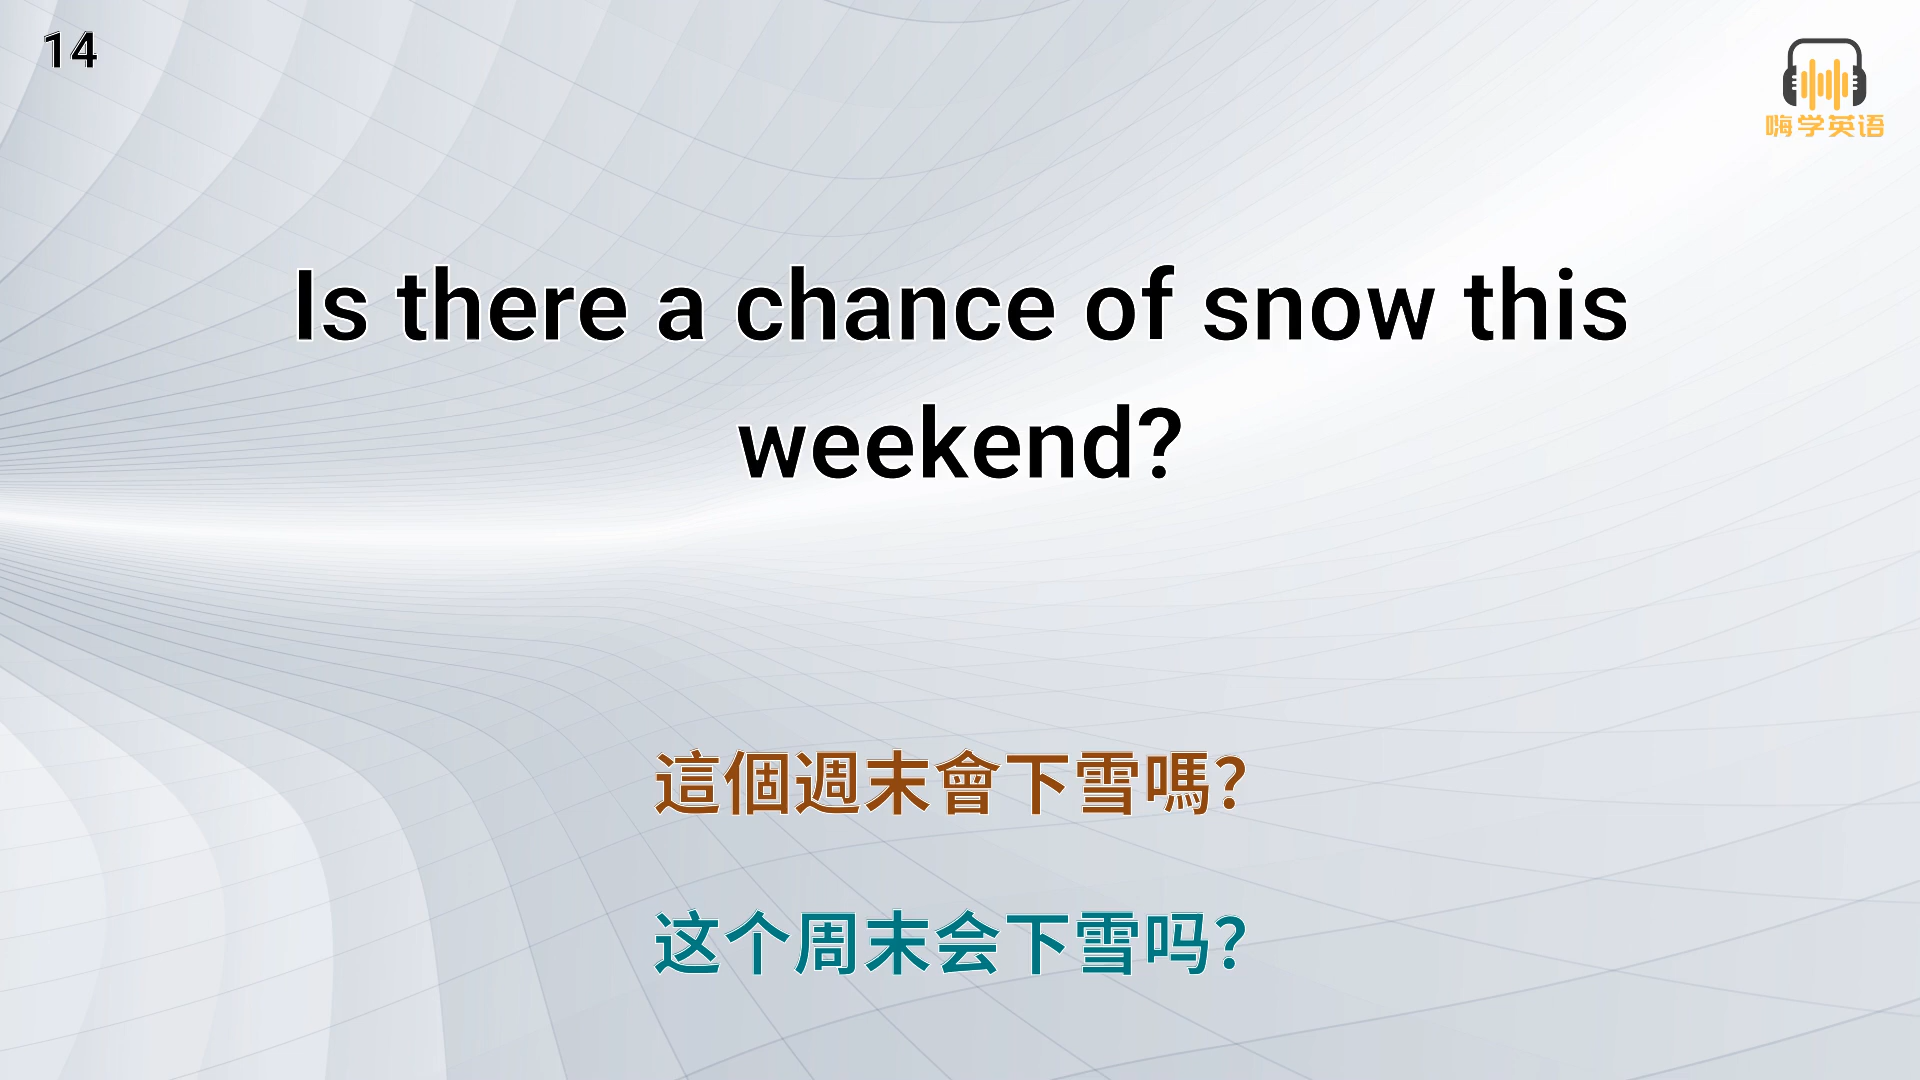 14
嗨学英语
Is there a chance of snow this
weekend?
這個週末會下雪嗎?
这个周末会下雪吗?